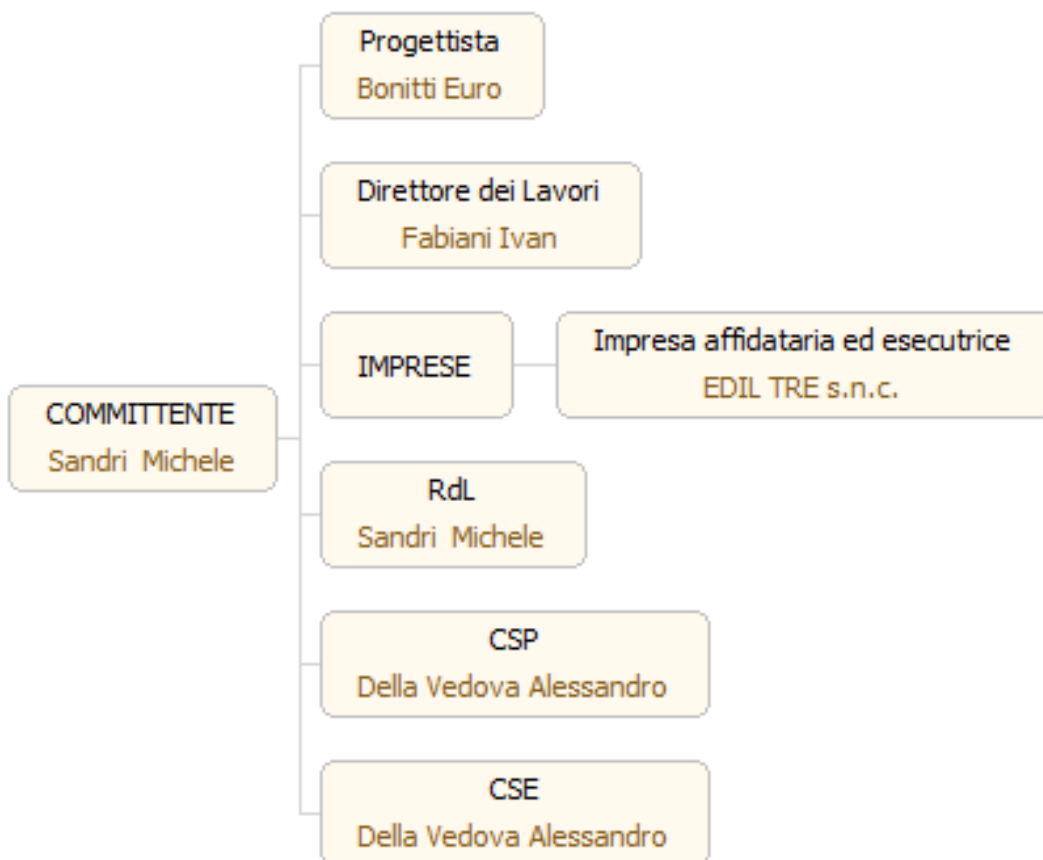 Progettista
Bonitti Euro
Direttore dei Lavori
Fabiani Ivan
IMPRESE
Impresa affidataria ed esecutrice
EDIL TRE s.n.c.
COMMITTENTE
Sandri Michele
RdL
Sandri Michele
CSP
Della Vedova Alessandro
CSE
Della Vedova Alessandro